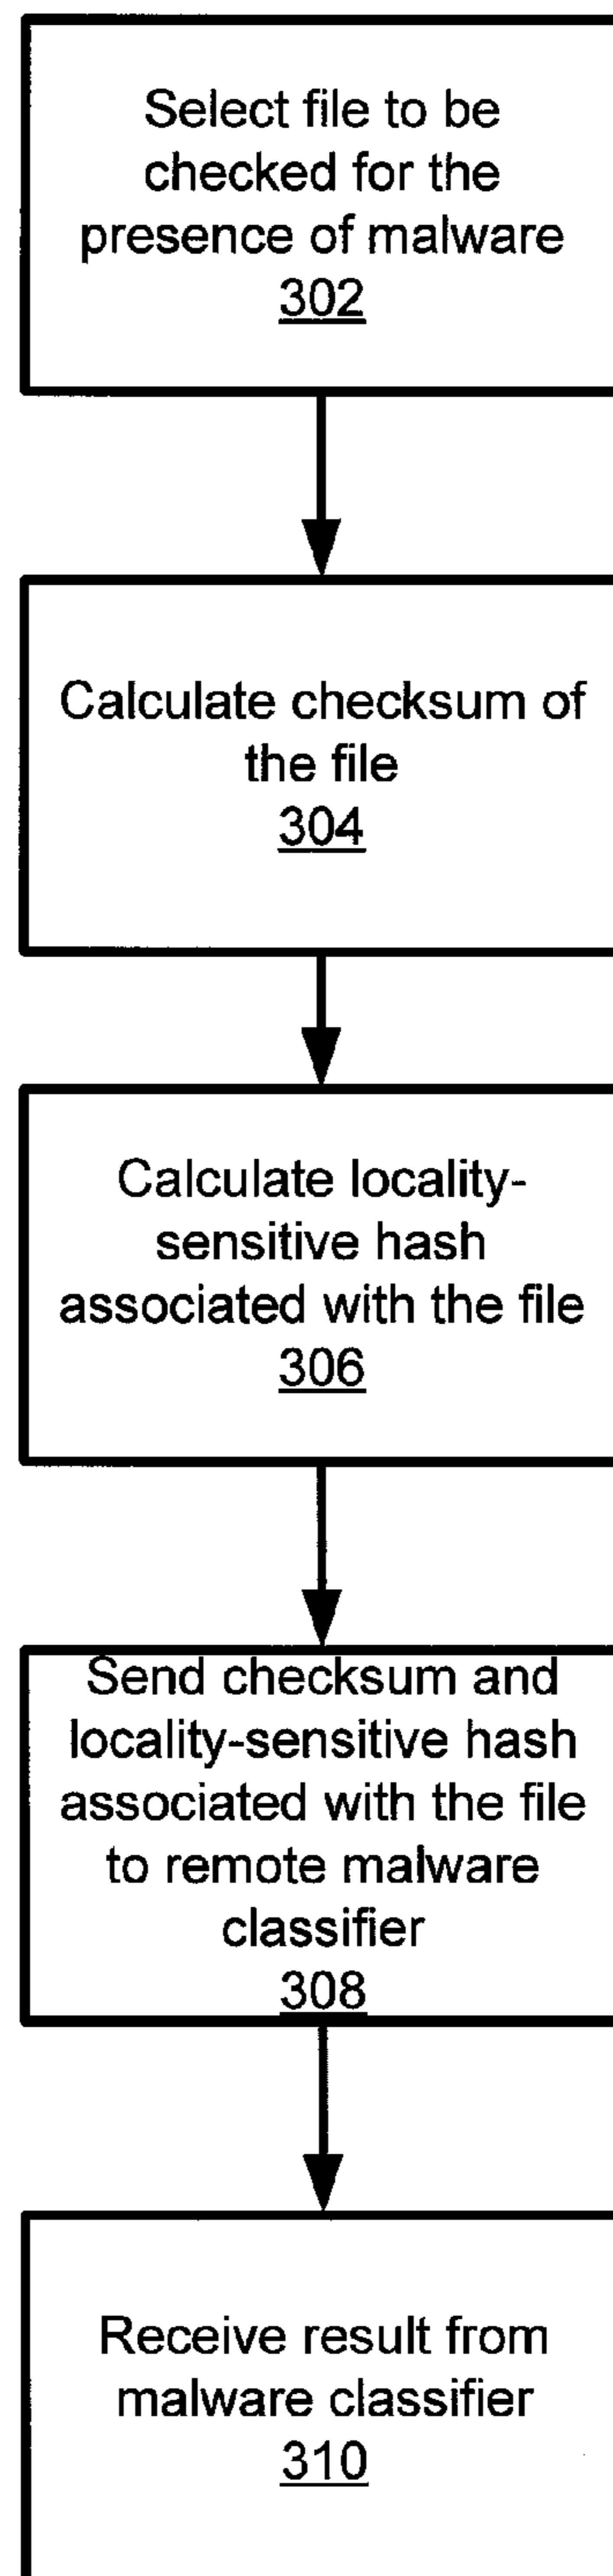 Select file to be
checked for the
presence of malware
302
Calculate checksum of
the file
304
Calculate locality-
sensitive hash
associated with the file
306
Send checksum and
locality-sensitive hash
associated with the file
to remote malware
classifier
308
Receive result from
malware classifier
310